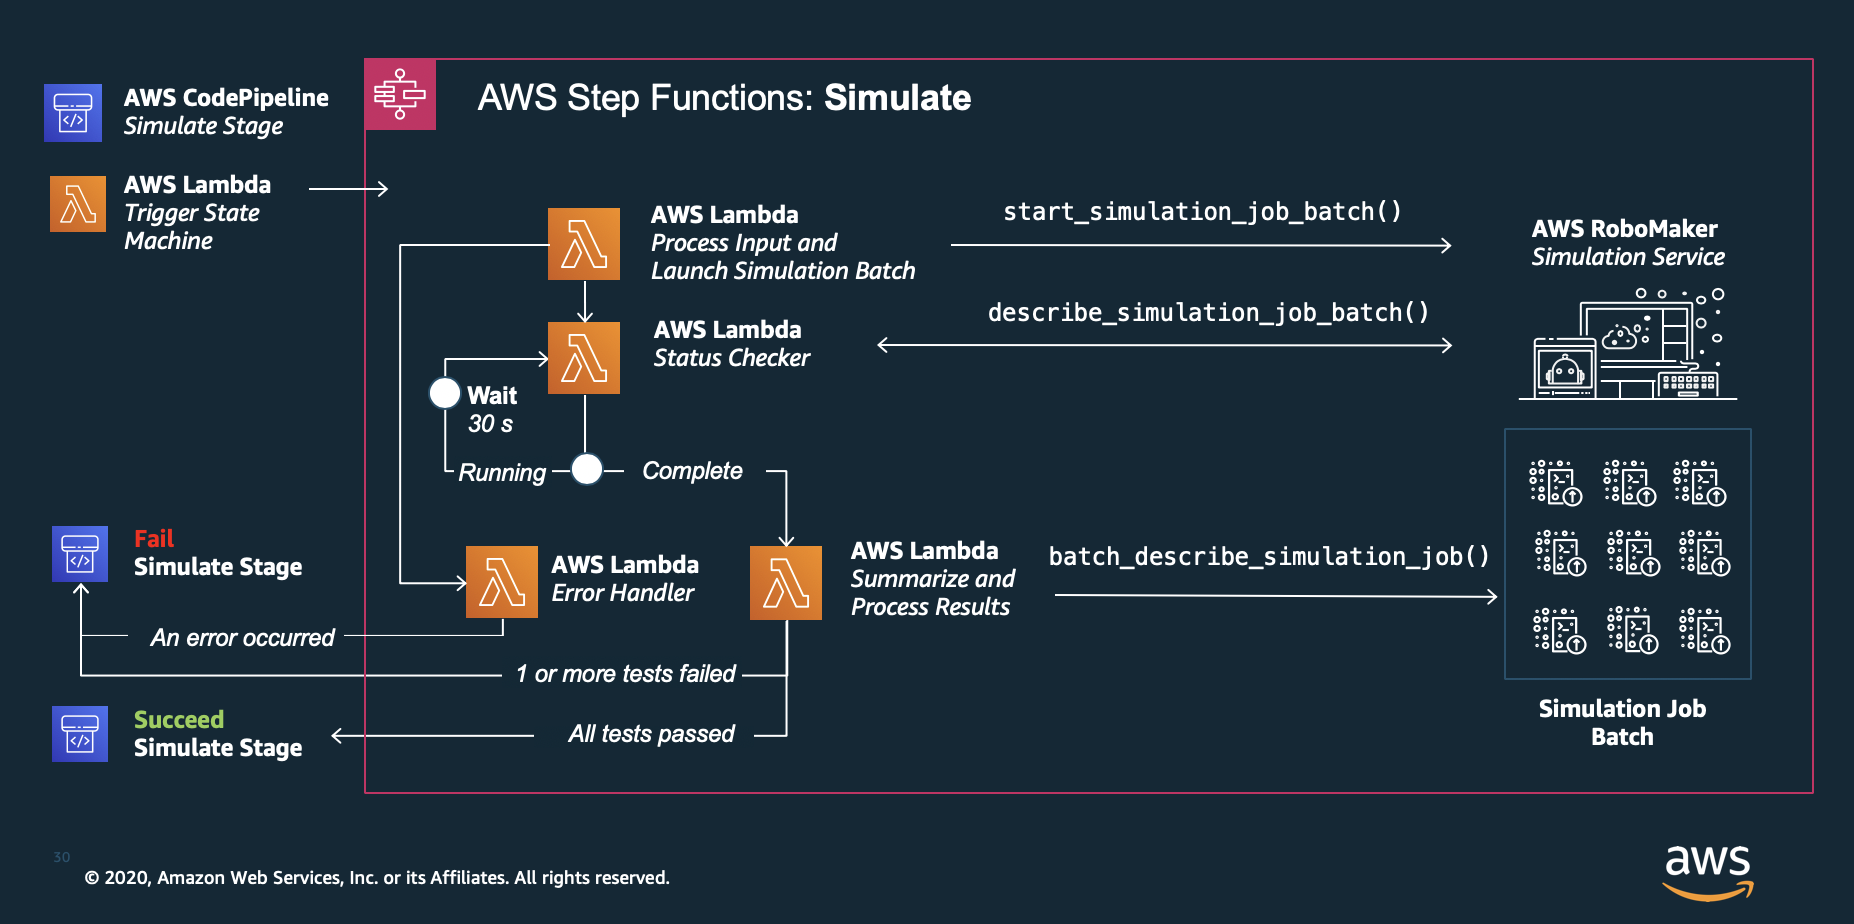 AWS CodePipeline
Simulate Stage
AWS Lambda
Trigger State
Machine
AWS Step Functions: Simulate
AWS Lambda
Process Input and
Launch Simulation Batch
start_simulation_job_batch()
AWS RoboMaker
Simulation Service
AWS Lambda
Status Checker
describe_simulation_job_batch()
Wait
30 s
Running
Complete
Fail
Simulate Stage
AWS Lambda
Error Handler
AWS Lambda
Summarize and
Process Results
batch_describe_simulation_job()
An error occurred
1 or more tests failed
Succeed
Simulate Stage
All tests passed
Simulation Job
Batch
30
© 2020, Amazon Web Services, Inc. or its Affiliates. All rights reserved.
aws